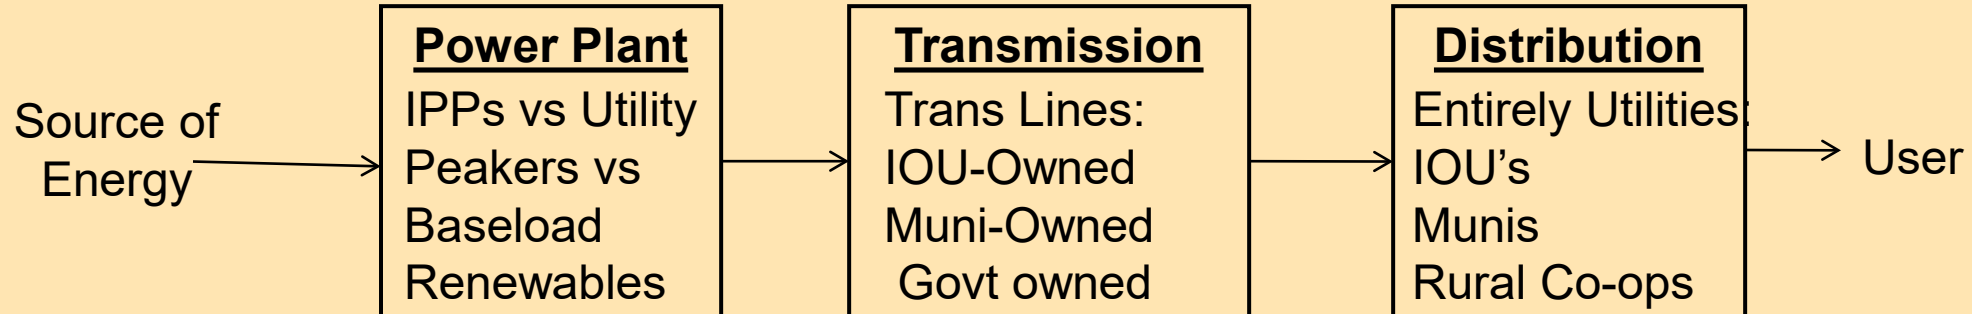 Source of
Energy
Power Plant
IPPs vs Utility
Peakers vs
Baseload
Renewables
Transmission
Trans Lines:
IOU-Owned
Muni-Owned
Govt owned
Distribution
Entirely Utilities:
IOU’s
Munis
Rural Co-ops
User